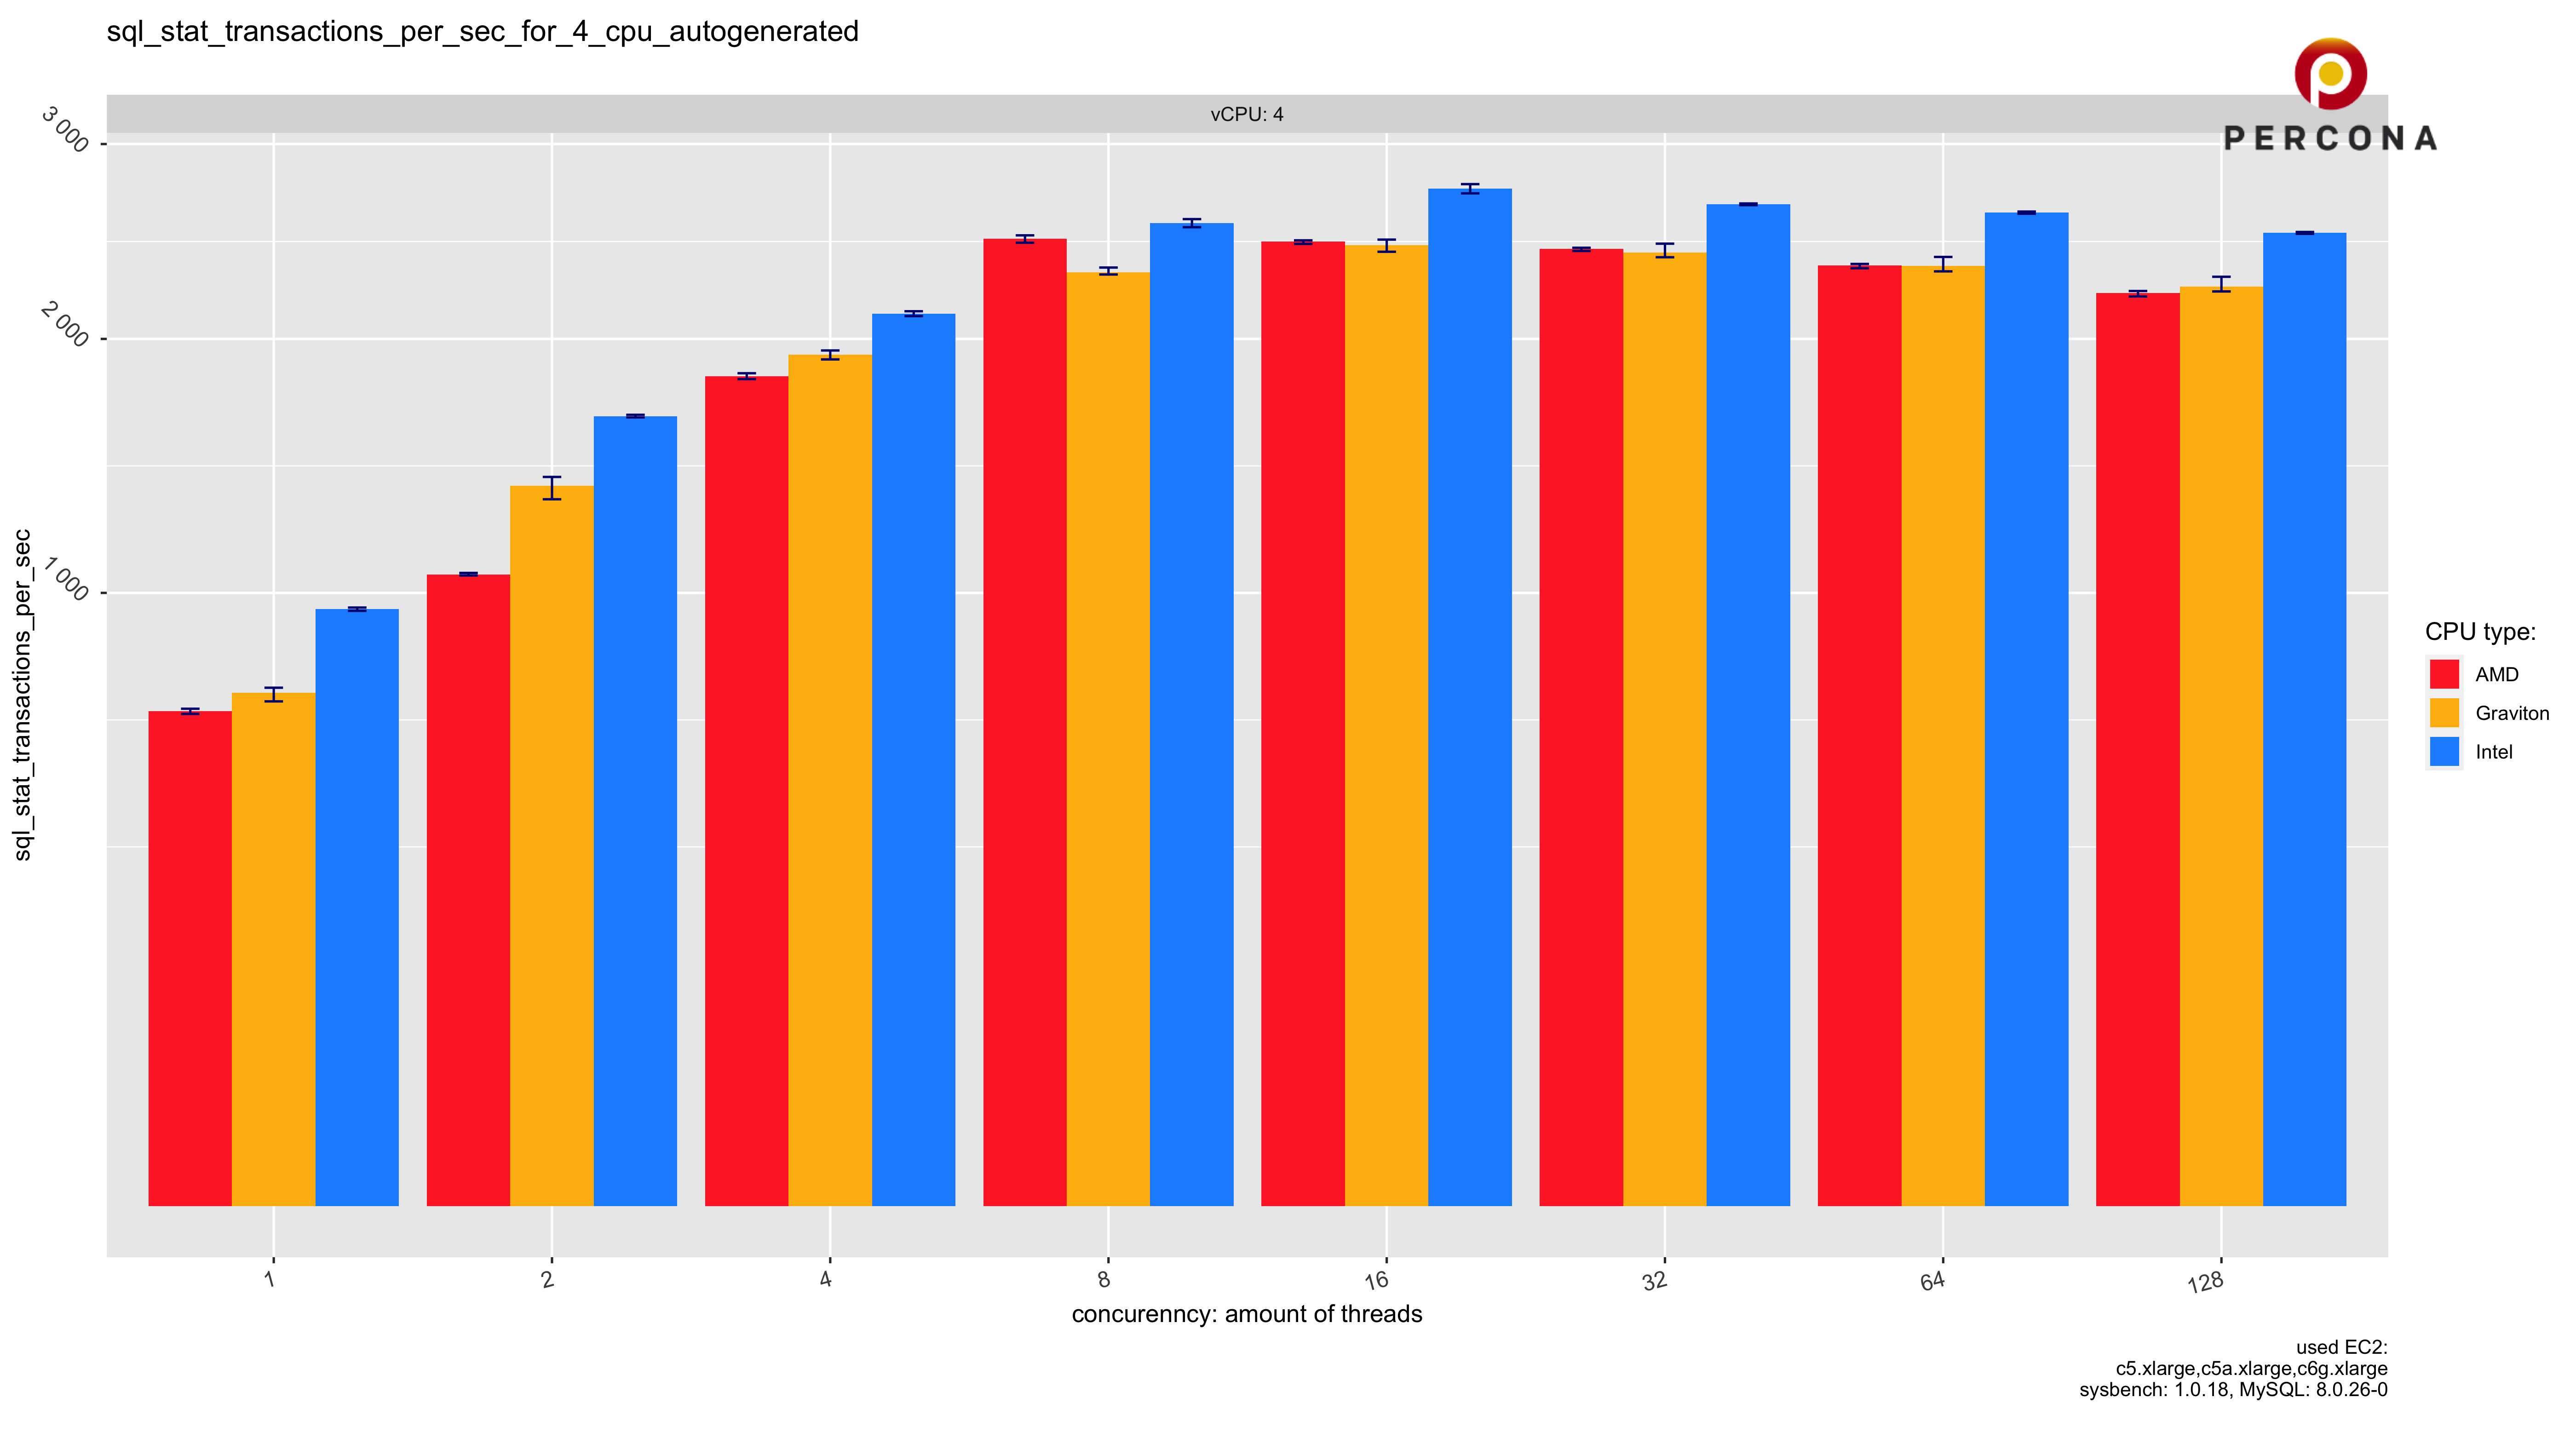 sql_stat_transactions_per_sec_for_4_cpu_autogenerated
PERCONA
vCPU: 4
3 000
2 000
1 000
sql_stat_transactions_per_sec
CPU type:
AMD
Graviton
Intel
1
2
4
8
16
32
64
128
concurenncy: amount of threads
used EC2:
c5.xlarge,c5a.xlarge,c6g.xlarge
sysbench: 1.0.18, MySQL: 8.0.26-0